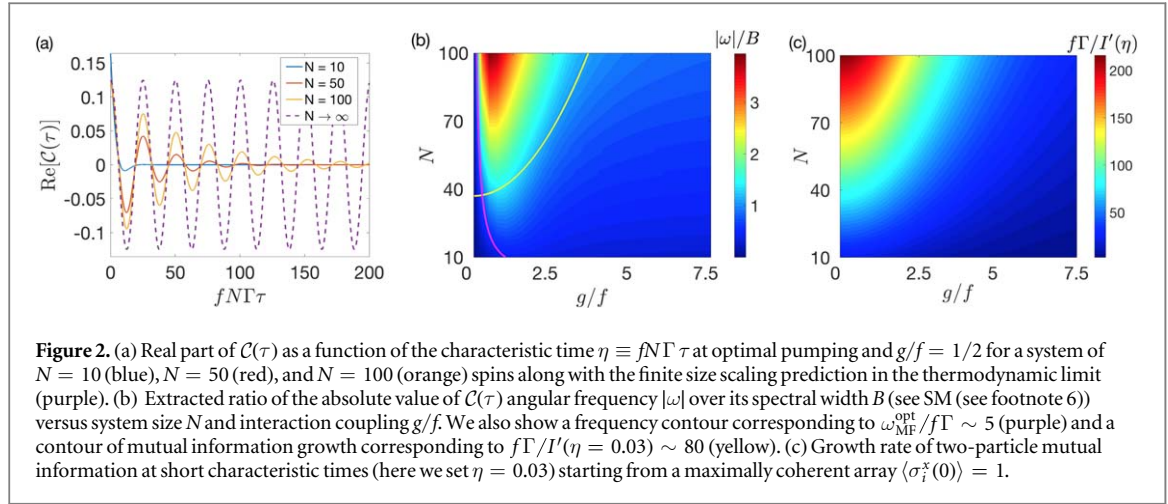 (a)
0.15
0.1
0.05
0
-0.05
-0.1
Re[𝒞(τ)]
N = 10
N = 50
N = 100
N → ∞
0 50 100 150 200
fNΓτ
(b)
|ω|/B
100
70
40
10
N
0 2.5 5 7.5
g/f
3
2
1
(c)
fΓ/I′(η)
100
70
40
10
N
0 2.5 5 7.5
g/f
200
150
100
50
Figure 2. (a) Real part of 𝒞(τ) as a function of the characteristic time η ≡ fNΓ τ at optimal pumping and g/f = 1/2 for a system of
N = 10 (blue), N = 50 (red), and N = 100 (orange) spins along with the finite size scaling prediction in the thermodynamic limit
(purple). (b) Extracted ratio of the absolute value of 𝒞(τ) angular frequency |ω| over its spectral width B (see SM (see footnote 6))
versus system size N and interaction coupling g/f. We also show a frequency contour corresponding to ω_MF^opt/fΓ ∼ 5 (purple) and a
contour of mutual information growth corresponding to f Γ/I′(η = 0.03) ∼ 80 (yellow). (c) Growth rate of two-particle mutual
information at short characteristic times (here we set η = 0.03) starting from a maximally coherent array ⟨σ_i^x(0)⟩ = 1.